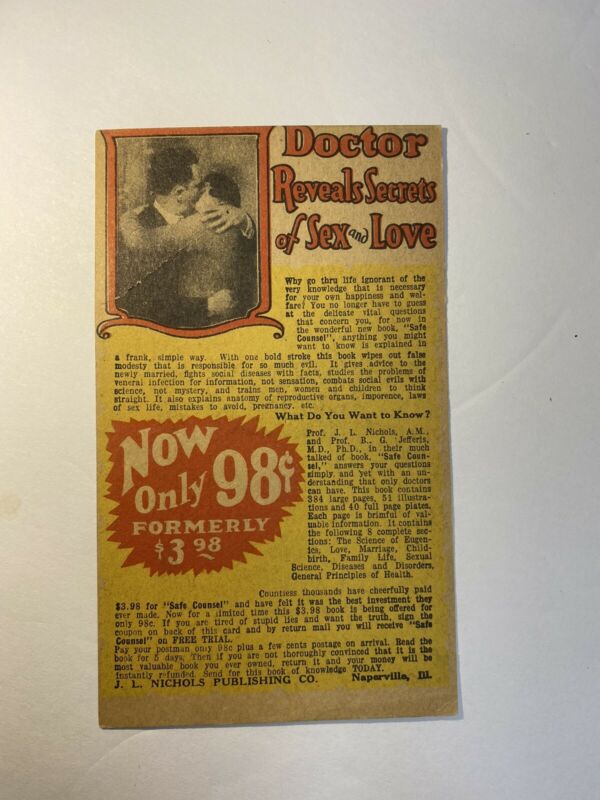 Doctor
Reveals Secrets
of Sex and Love
Why go thru life ignorant of the
very knowledge that is necessary
for your own happiness and wel-
fare? You no longer have to guess
at the delicate vital questions
that concern you, for now in
the wonderful new book, "Safe
Counsel", anything you might
want to know is explained in
a frank, simple way. With one bold stroke this book wipes out false
modesty that is responsible for so much evil. It gives advice to the
newly married, fights social diseases with facts, studies the problems of
veneral infection for information, not sensation, combats social evils with
science, not mystery, and trains men, women and children to think
straight. It also explains anatomy of reproductive organs, imporence, laws
of sex life, mistakes to avoid, pregnancy, etc.
What Do You Want to Know?
Prof. J. L. Nichols, A.M.,
and Prof. B. G. Jefferis,
M.D., Ph.D., in their much
talked of book, "Safe Coun-
sel," answers your questions
simply and yet with an un-
derstanding that only doctors
can have. This book contains
384 large pages, 51 illustra-
tions and 40 full page plates.
Each page is brimful of val-
uable information. It contains
the following 8 complete sec-
tions: The Science of Eugen-
ics, Love, Marriage, Child-
birth, Family Life, Sexual
Science, Diseases and Disorders,
General Principles of Health.
Now
Only 98¢
FORMERLY
$3.98
Countless thousands have cheerfully paid
$3.98 for "Safe Counsel" and have felt it was the best investment they
ever made. Now for a limited time this $3.98 book is being offered for
only 98c. If you are tired of stupid lies and want the truth, sign the
coupon on back of this card and by return mail you will receive "Safe
Counsel" on FREE TRIAL.
Pay your postman only 98c plus a few cents postage on arrival. Read the
book for 5 days. Then if you are not thoroughly convinced that it is the
most valuable book you ever owned, return it and your money will be
instantly refunded. Send for this book of knowledge TODAY.
J. L. NICHOLS PUBLISHING CO. Naperville, Ill.